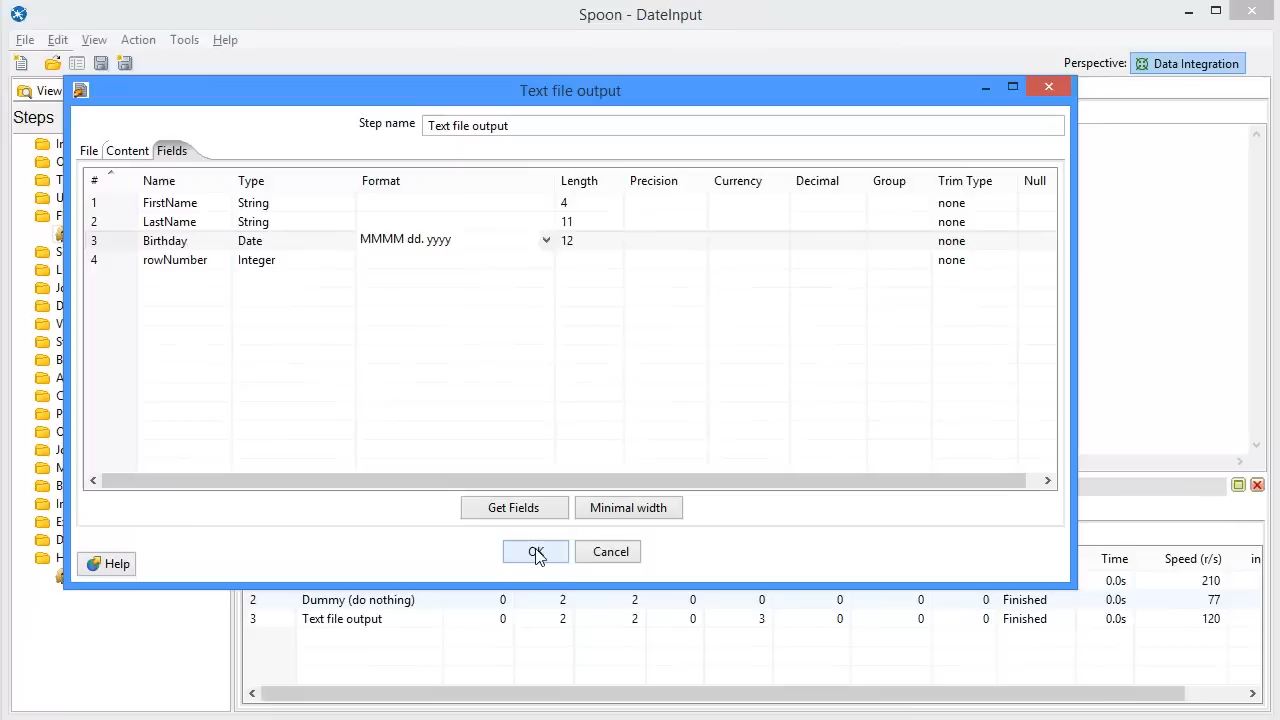 Spoon - DateInput
File Edit View Action Tools Help
Perspective: Data Integration
View
Steps
Text file output
Step name Text file output
File Content Fields
# Name Type Format Length Precision Currency Decimal Group Trim Type Null
1 FirstName String 4 none
2 LastName String 11 none
3 Birthday Date MMMM dd. yyyy 12 none
4 rowNumber Integer none
Get Fields Minimal width
OK Cancel
Help
Time Speed (r/s) in
0.0s 210
2 Dummy (do nothing) 0 2 2 0 0 0 0 0 Finished 0.0s 77
3 Text file output 0 2 2 0 3 0 0 0 Finished 0.0s 120